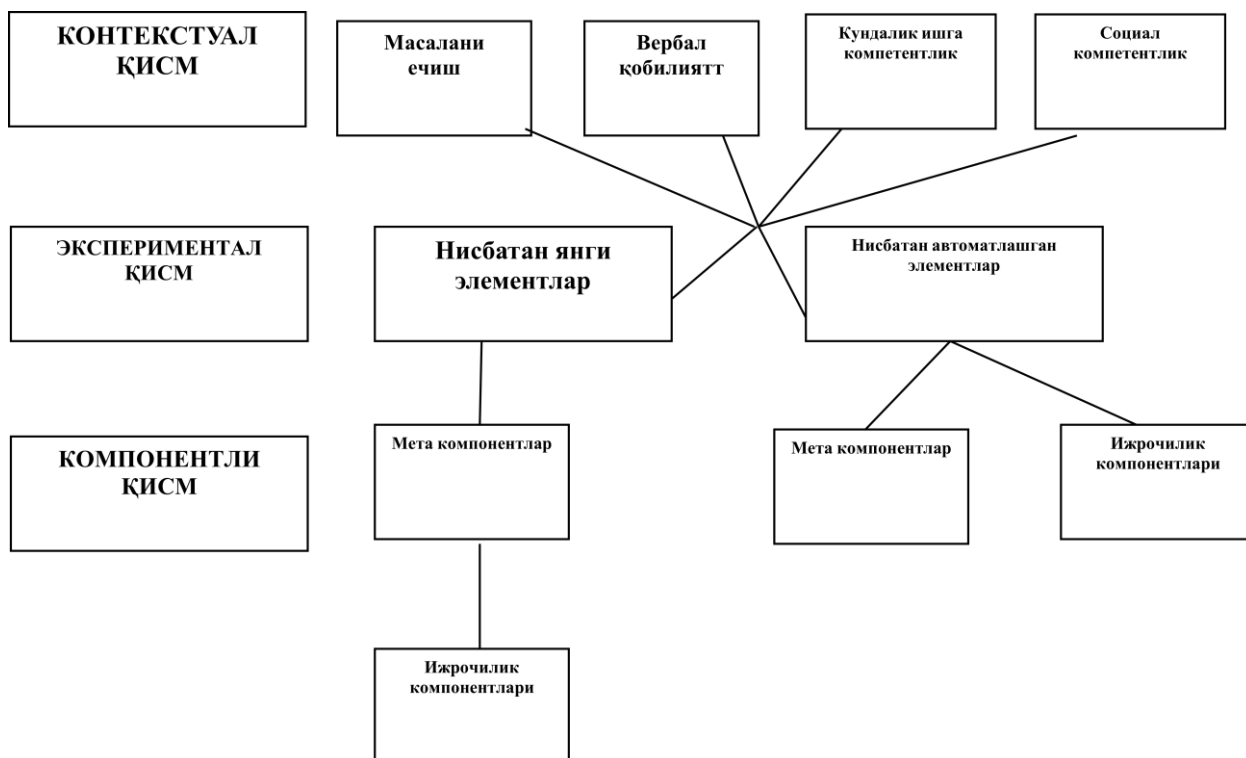 КОНТЕКСТУАЛ
ҚИСМ
Масалани
ечиш
Вербал
қобилиятт
Кундалик ишга
компетентлик
Социал
компетентлик
ЭКСПЕРИМЕНТАЛ
ҚИСМ
Нисбатан янги
элементлар
Нисбатан автоматлашган
элементлар
КОМПОНЕНТЛИ
ҚИСМ
Мета компонентлар
Мета компонентлар
Ижрочилик
компонентлари
Ижрочилик
компонентлари